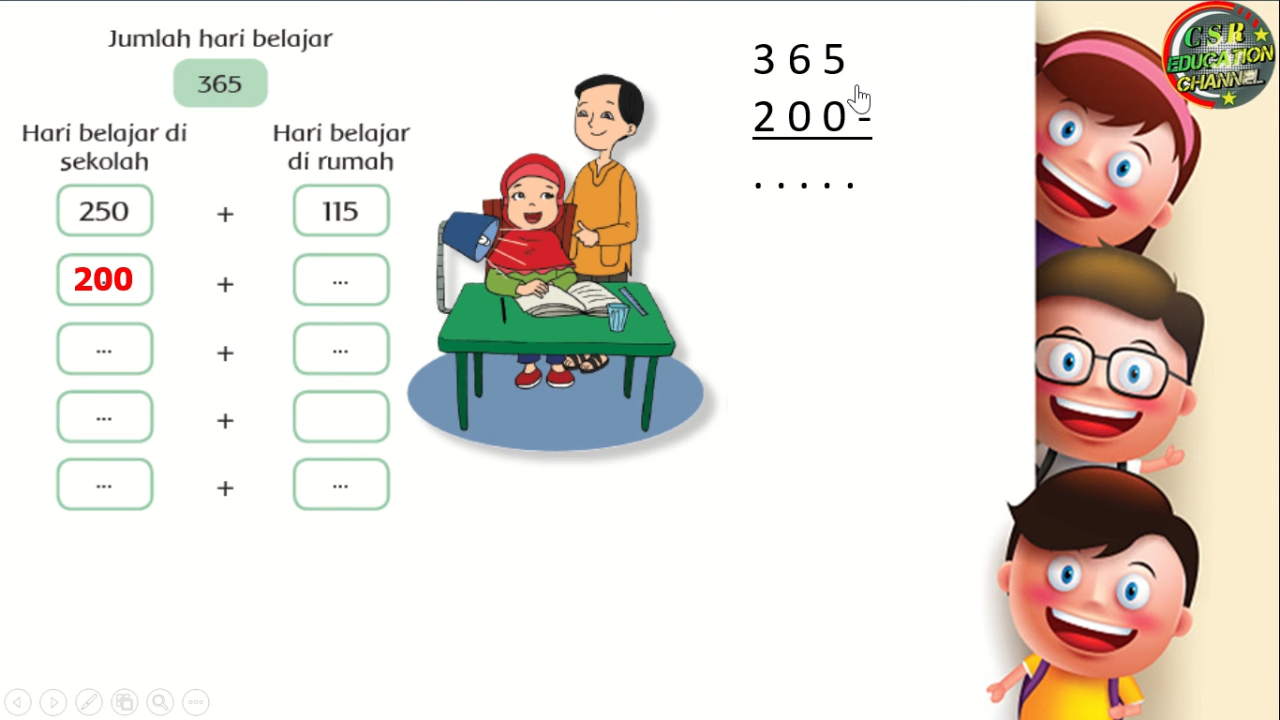 Jumlah hari belajar
365
Hari belajar di sekolah
Hari belajar di rumah
250 + 115
200 + ...
... + ...
... +
... + ...
3 6 5
2 0 0 -
. . . . .
CSR
EDUCATION
CHANNEL